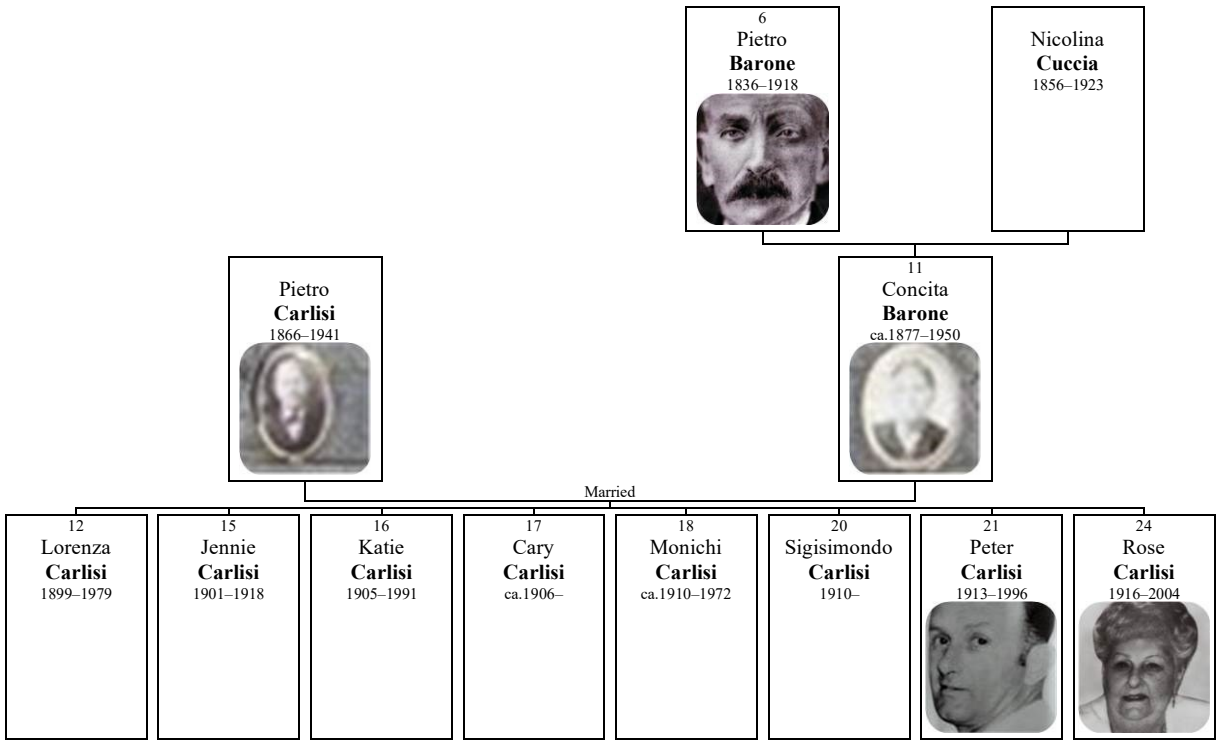 6
Pietro
Barone
1836–1918
Nicolina
Cuccia
1856–1923
Pietro
Carlisi
1866–1941
11
Concita
Barone
ca.1877–1950
Married
12
Lorenza
Carlisi
1899–1979
15
Jennie
Carlisi
1901–1918
16
Katie
Carlisi
1905–1991
17
Cary
Carlisi
ca.1906–
18
Monichi
Carlisi
ca.1910–1972
20
Sigisimondo
Carlisi
1910–
21
Peter
Carlisi
1913–1996
24
Rose
Carlisi
1916–2004